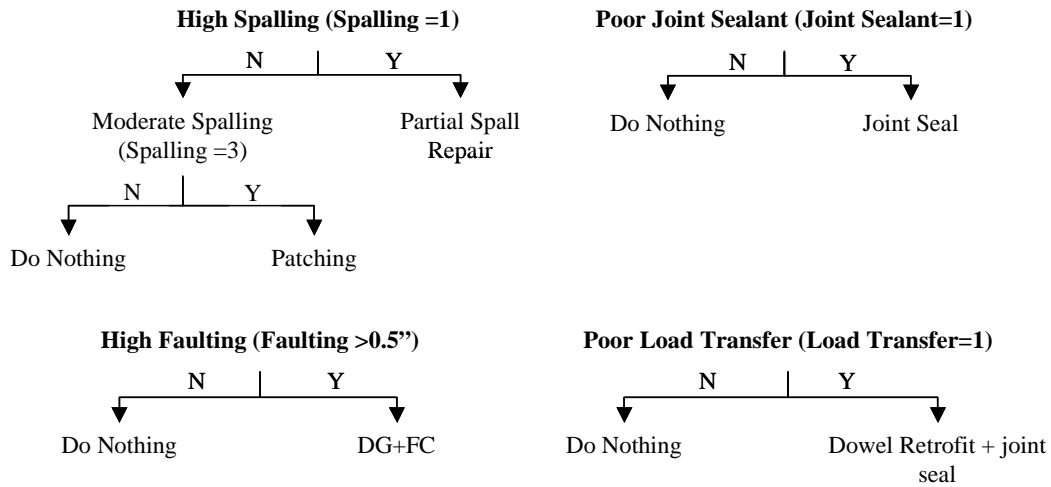 High Spalling (Spalling =1)
N
Y
Moderate Spalling
(Spalling =3)
Partial Spall
Repair
N
Y
Do Nothing
Patching
Poor Joint Sealant (Joint Sealant=1)
N
Y
Do Nothing
Joint Seal
High Faulting (Faulting >0.5”)
N
Y
Do Nothing
DG+FC
Poor Load Transfer (Load Transfer=1)
N
Y
Do Nothing
Dowel Retrofit + joint
seal